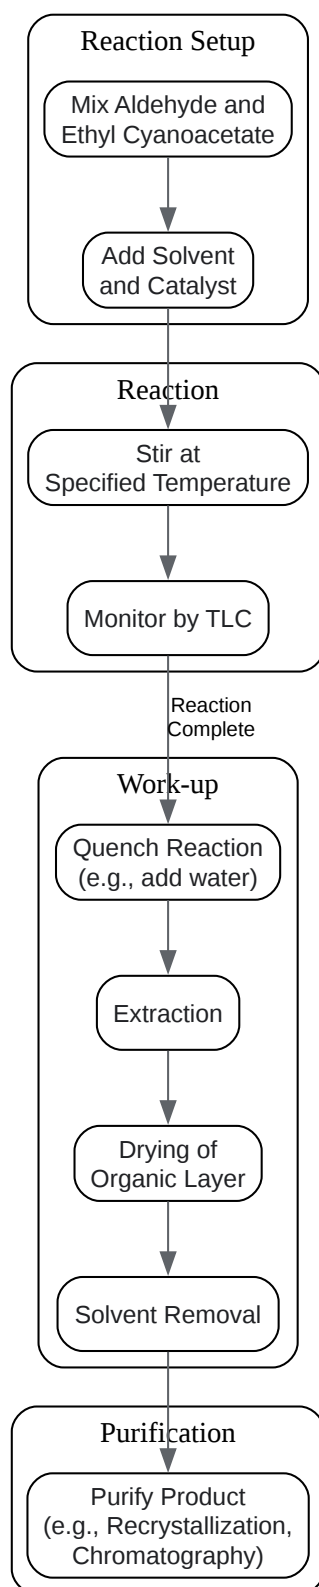 Reaction Setup
Mix Aldehyde and
Ethyl Cyanoacetate
Add Solvent
and Catalyst
Reaction
Stir at
Specified Temperature
Monitor by TLC
Reaction
Complete
Work-up
Quench Reaction
(e.g., add water)
Extraction
Drying of
Organic Layer
Solvent Removal
Purification
Purify Product
(e.g., Recrystallization,
Chromatography)